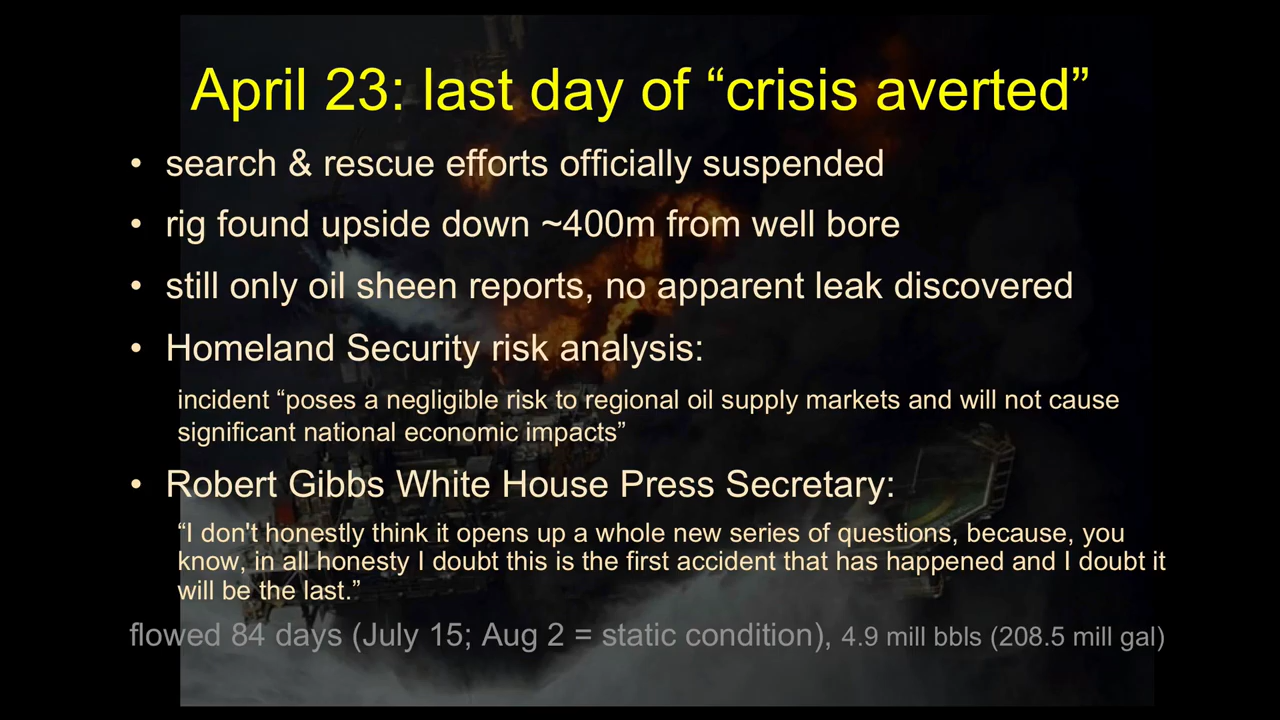 April 23: last day of “crisis averted”
• search & rescue efforts officially suspended
• rig found upside down ~400m from well bore
• still only oil sheen reports, no apparent leak discovered
• Homeland Security risk analysis:
incident “poses a negligible risk to regional oil supply markets and will not cause
significant national economic impacts”
• Robert Gibbs White House Press Secretary:
“I don't honestly think it opens up a whole new series of questions, because, you
know, in all honesty I doubt this is the first accident that has happened and I doubt it
will be the last.”
flowed 84 days (July 15; Aug 2 = static condition), 4.9 mill bbls (208.5 mill gal)